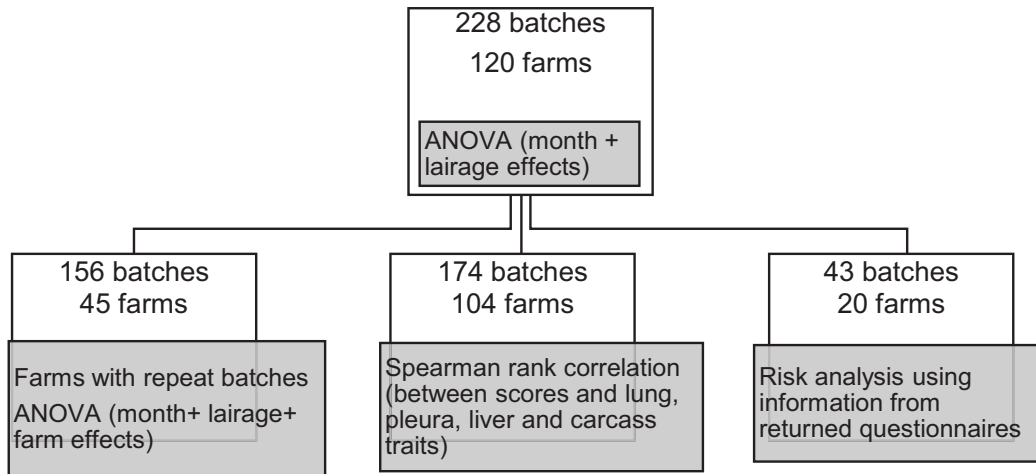 228 batches
120 farms
ANOVA (month +
lairage effects)
156 batches
45 farms
Farms with repeat batches
ANOVA (month+ lairage+
farm effects)
174 batches
104 farms
Spearman rank correlation
(between scores and lung,
pleura, liver and carcass
traits)
43 batches
20 farms
Risk analysis using
information from
returned questionnaires